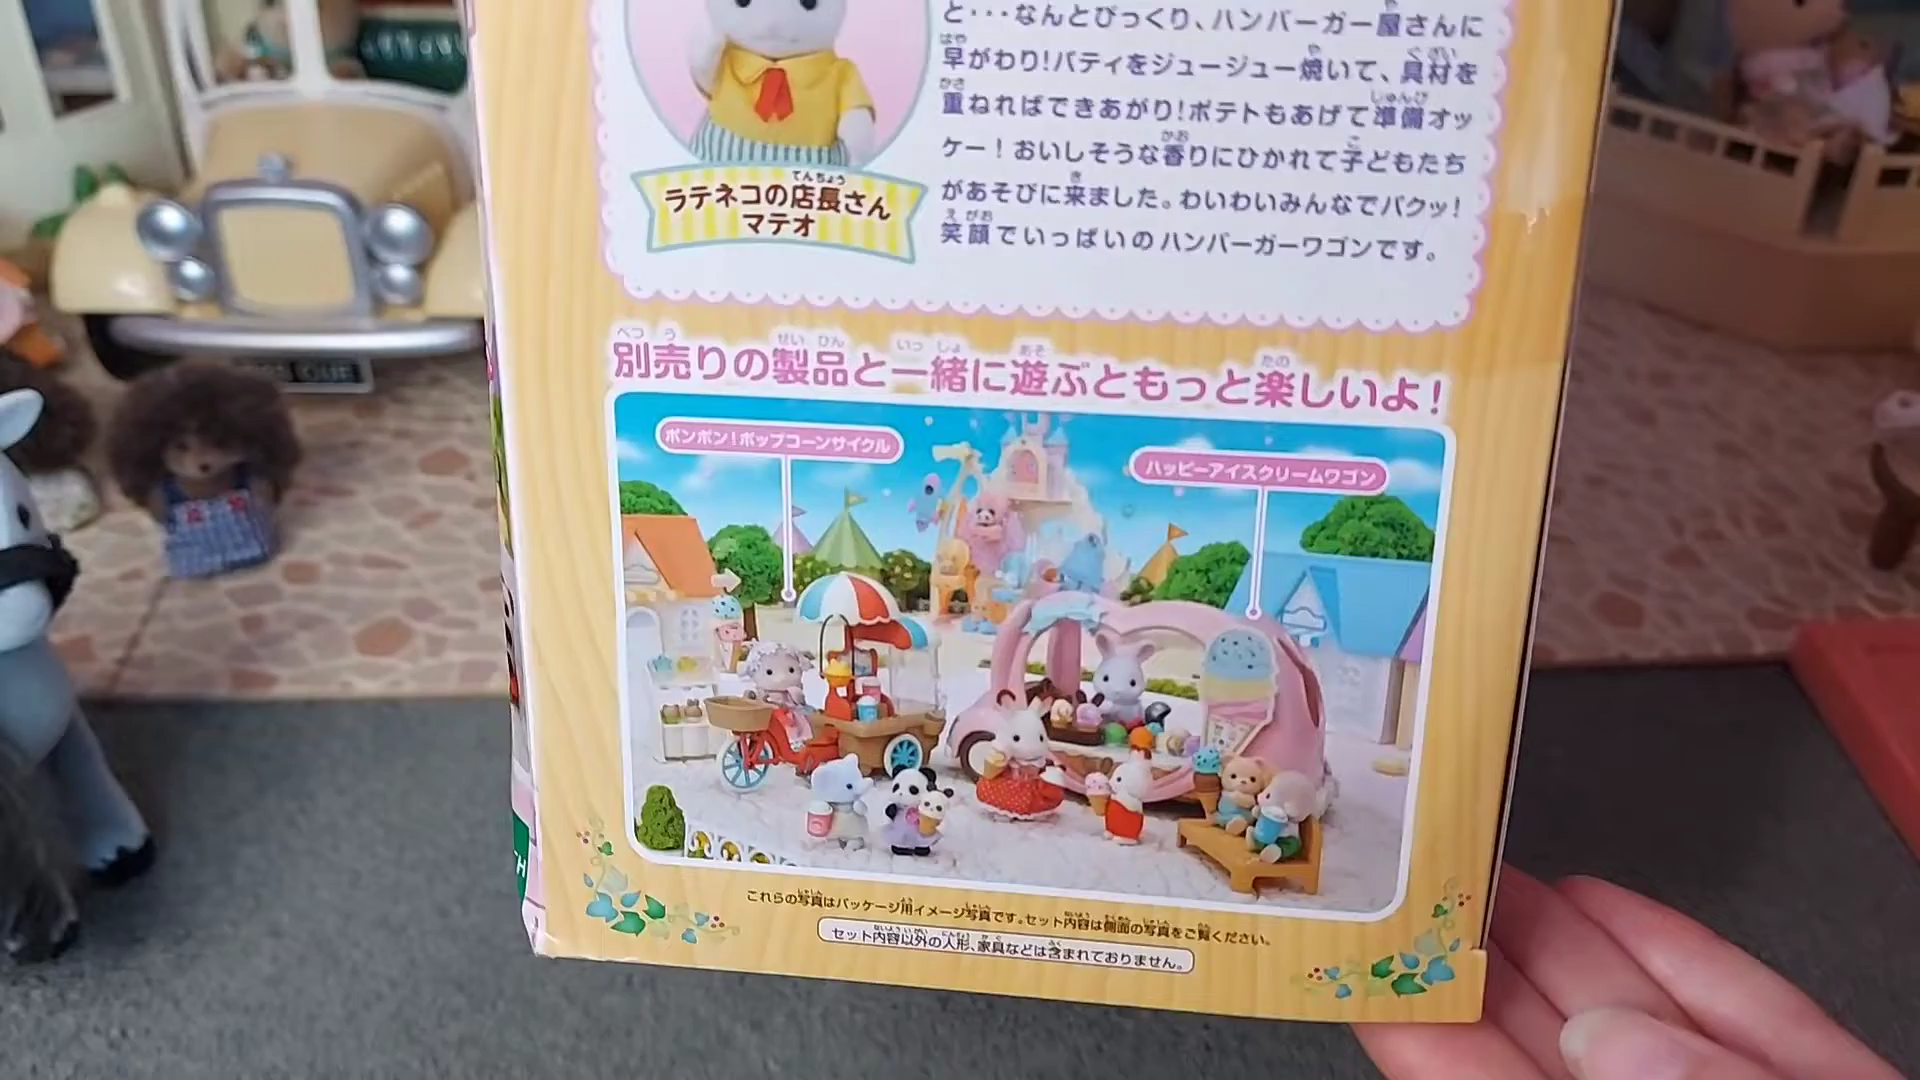 と・・・なんとびっくり、ハンバーガー屋さんに
早がわり!パティをジュージュー焼いて、具材を
重ねればできあがり!ポテトもあげて準備オッ
ケー!おいしそうな香りにひかれて子どもたち
があそびに来ました。わいわいみんなでパクッ!
笑顔でいっぱいのハンバーガーワゴンです。
ラテネコの店長さん
マテオ
別売りの製品と一緒に遊ぶともっと楽しいよ!
ポンポン!ポップコーンサイクル
ハッピーアイスクリームワゴン
これらの写真はパッケージ用イメージ写真です。セット内容は側面の写真をご覧ください。
セット内容以外の人形、家具などは含まれておりません。